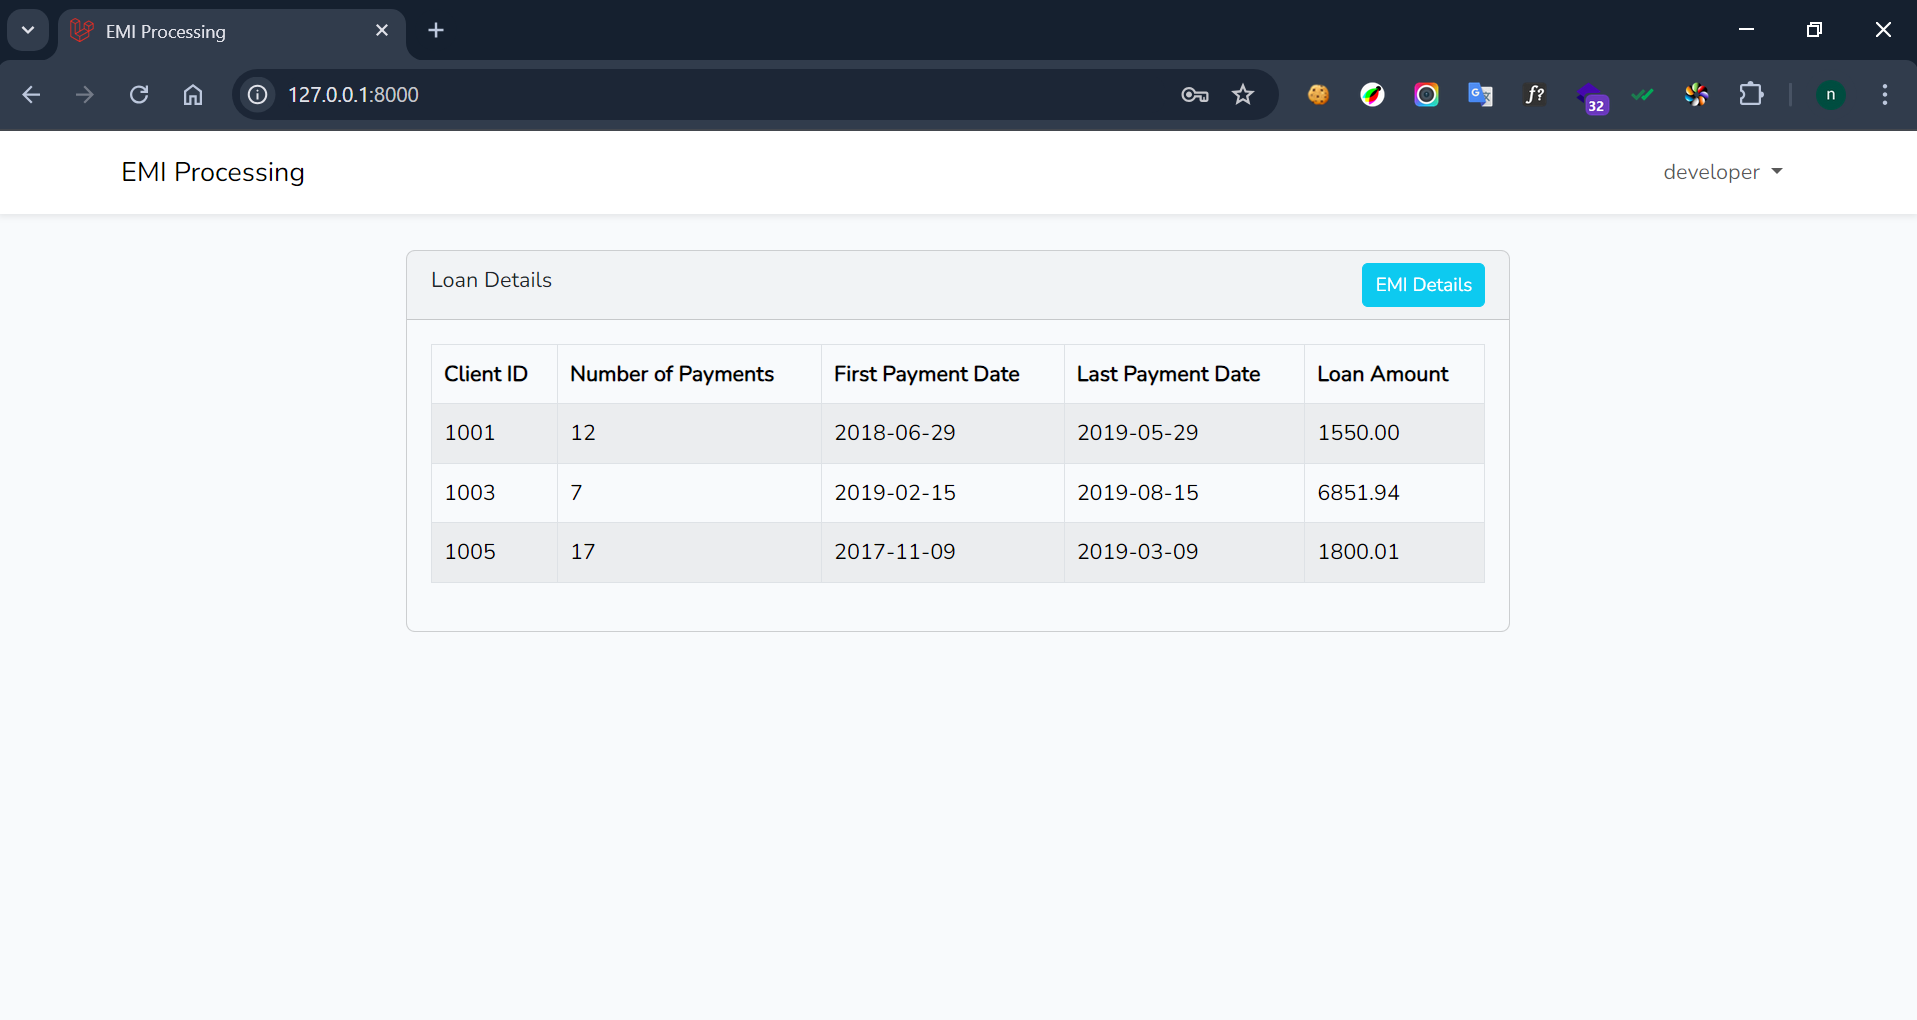 EMI Processing
127.0.0.1:8000
f?
32
n
EMI Processing
developer
Loan Details
EMI Details
Client ID Number of Payments First Payment Date Last Payment Date Loan Amount
1001 12 2018-06-29 2019-05-29 1550.00
1003 7 2019-02-15 2019-08-15 6851.94
1005 17 2017-11-09 2019-03-09 1800.01